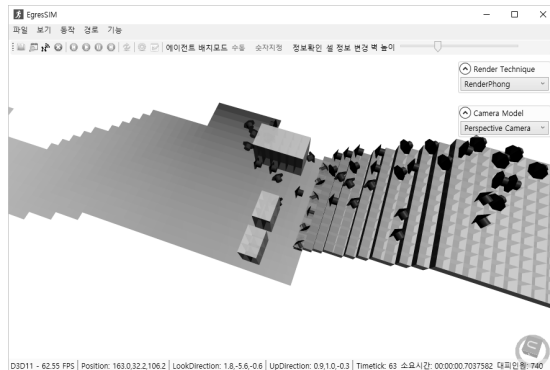 EgresSIM
파일 보기 동작 경로 기능
에이전트 배치모드 수동 숫자지정 정보확인 셀 정보 변경 벽 높이
Render Technique
RenderPhong
Camera Model
Perspective Camera
D3D11 - 62.55 FPS Position: 163.0,32.2,106.2 LookDirection: 1.8,-5.6,-0.6 UpDirection: 0.9,1.0,-0.3 Timetick: 63 소요시간: 00:00:00.7037582 대피인원: 740